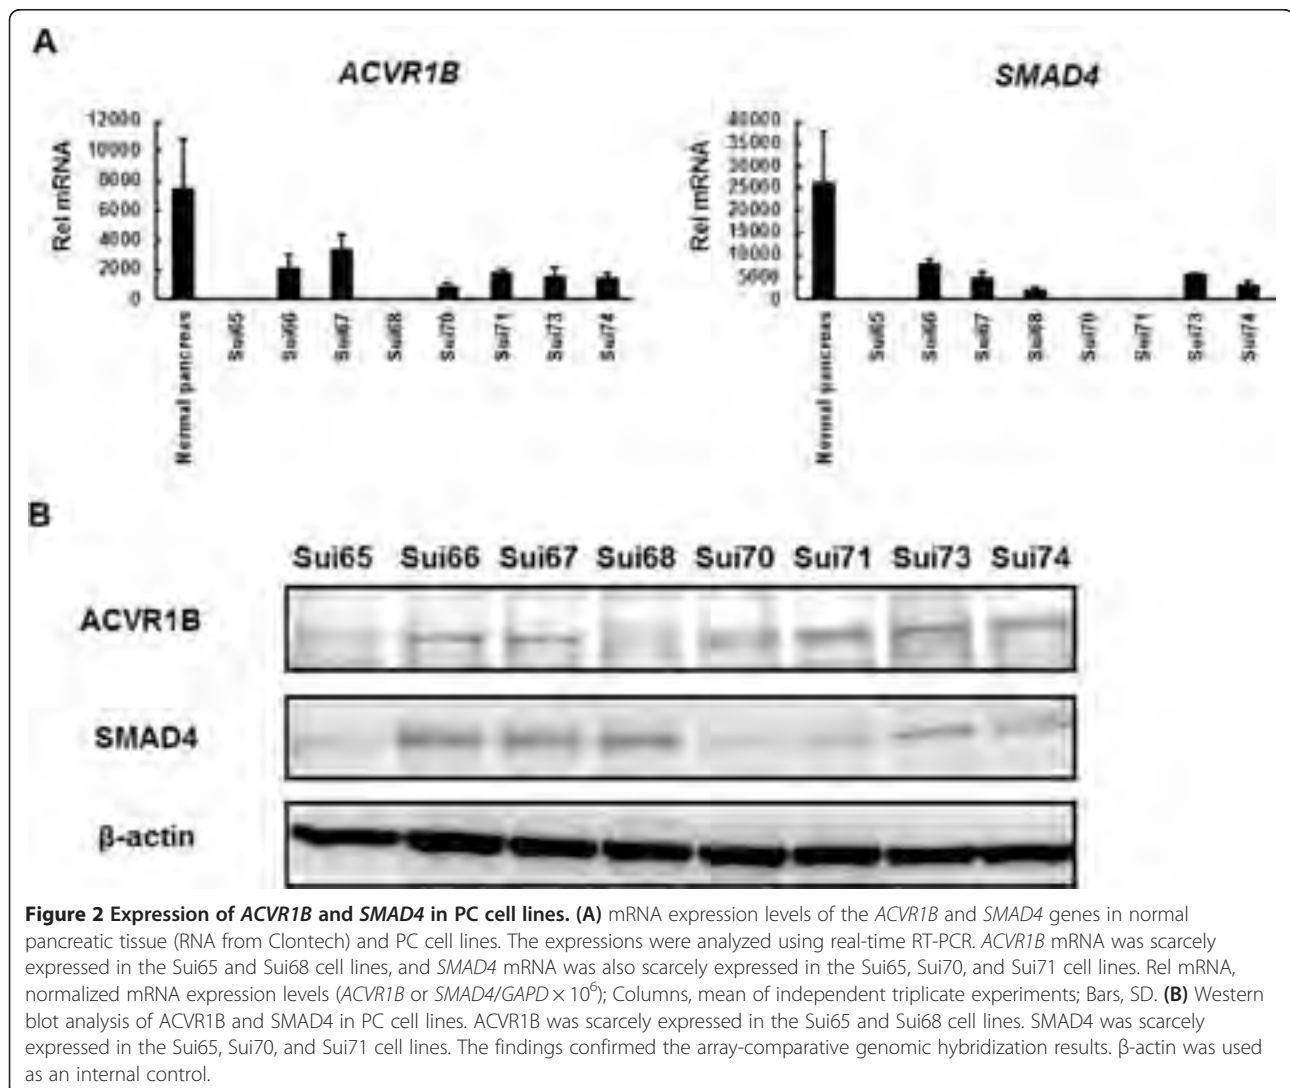 A
ACVR1B
SMAD4
Rel mRNA
12000
10000
8000
6000
4000
2000
0
Normal pancreas
Sui65
Sui66
Sui67
Sui68
Sui70
Sui71
Sui73
Sui74
Rel mRNA
40000
35000
30000
25000
20000
15000
10000
5000
0
Normal pancreas
Sui65
Sui66
Sui67
Sui68
Sui70
Sui71
Sui73
Sui74
B
Sui65 Sui66 Sui67 Sui68 Sui70 Sui71 Sui73 Sui74
ACVR1B
SMAD4
β-actin
Figure 2 Expression of ACVR1B and SMAD4 in PC cell lines. (A) mRNA expression levels of the ACVR1B and SMAD4 genes in normal
pancreatic tissue (RNA from Clontech) and PC cell lines. The expressions were analyzed using real-time RT-PCR. ACVR1B mRNA was scarcely
expressed in the Sui65 and Sui68 cell lines, and SMAD4 mRNA was also scarcely expressed in the Sui65, Sui70, and Sui71 cell lines. Rel mRNA,
normalized mRNA expression levels (ACVR1B or SMAD4/GAPD × 10⁶); Columns, mean of independent triplicate experiments; Bars, SD. (B) Western
blot analysis of ACVR1B and SMAD4 in PC cell lines. ACVR1B was scarcely expressed in the Sui65 and Sui68 cell lines. SMAD4 was scarcely
expressed in the Sui65, Sui70, and Sui71 cell lines. The findings confirmed the array-comparative genomic hybridization results. β-actin was used
as an internal control.